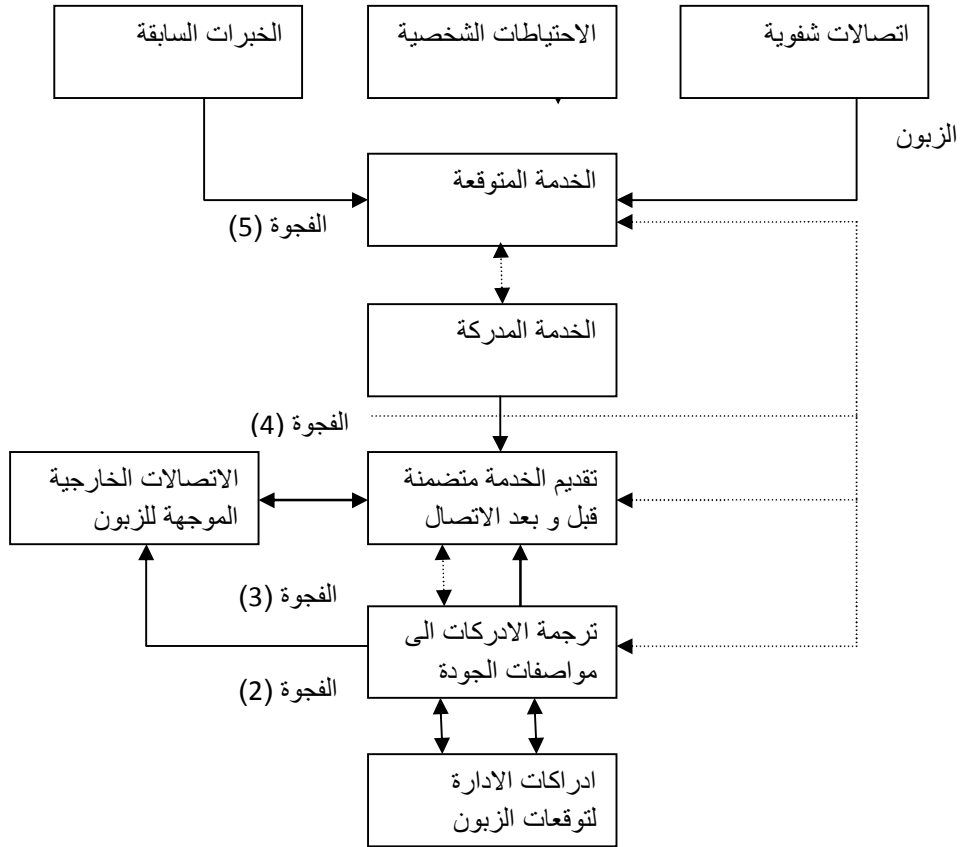 اتصالات شفوية
الاحتياطات الشخصية
الخبرات السابقة
الزبون
الخدمة المتوقعة
الفجوة (5)
الخدمة المدركة
الفجوة (4)
تقديم الخدمة متضمنة
قبل و بعد الاتصال
الاتصالات الخارجية
الموجهة للزبون
الفجوة (3)
ترجمة الادركات الى
مواصفات الجودة
الفجوة (2)
ادراكات الادارة
لتوقعات الزبون